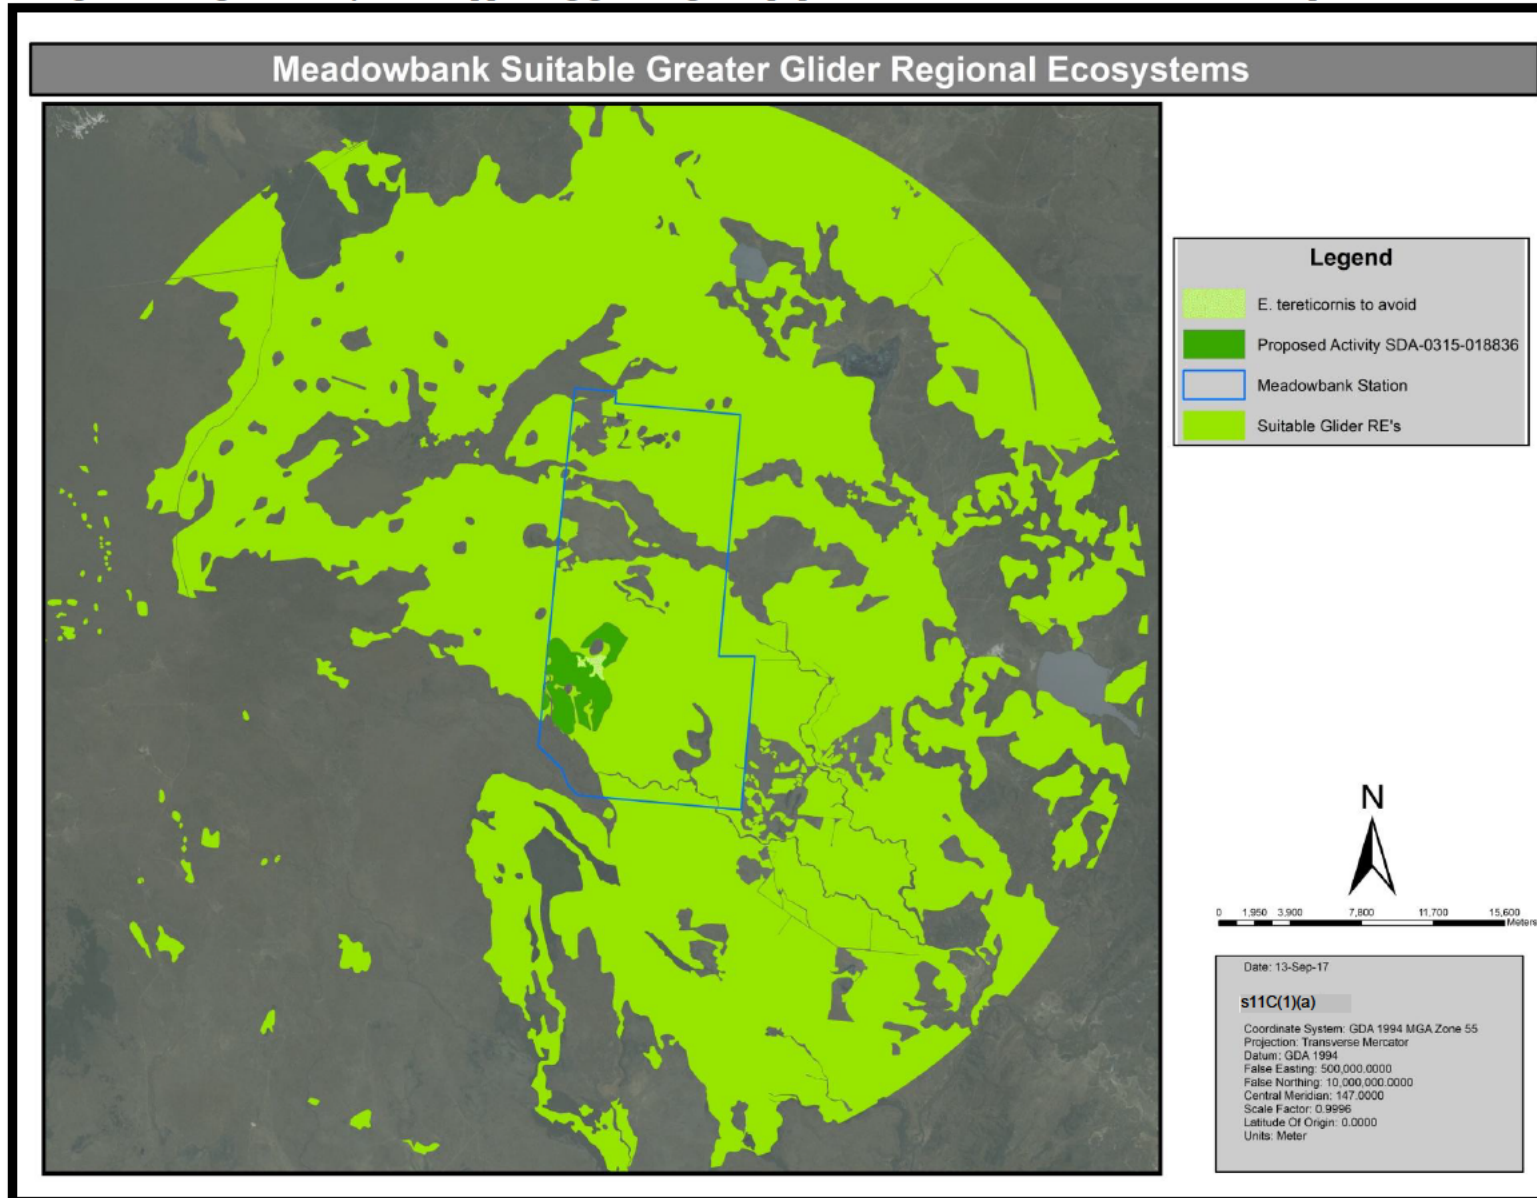 Meadowbank Suitable Greater Glider Regional Ecosystems
Legend
E. tereticornis to avoid
Proposed Activity SDA-0315-018836
Meadowbank Station
Suitable Glider RE's
N
0 1,950 3,900 7,800 11,700 15,600
Meters
Date: 13-Sep-17
s11C(1)(a)
Coordinate System: GDA 1994 MGA Zone 55
Projection: Transverse Mercator
Datum: GDA 1994
False Easting: 500,000.0000
False Northing: 10,000,000.0000
Central Meridian: 147.0000
Scale Factor: 0.9996
Latitude Of Origin: 0.0000
Units: Meter